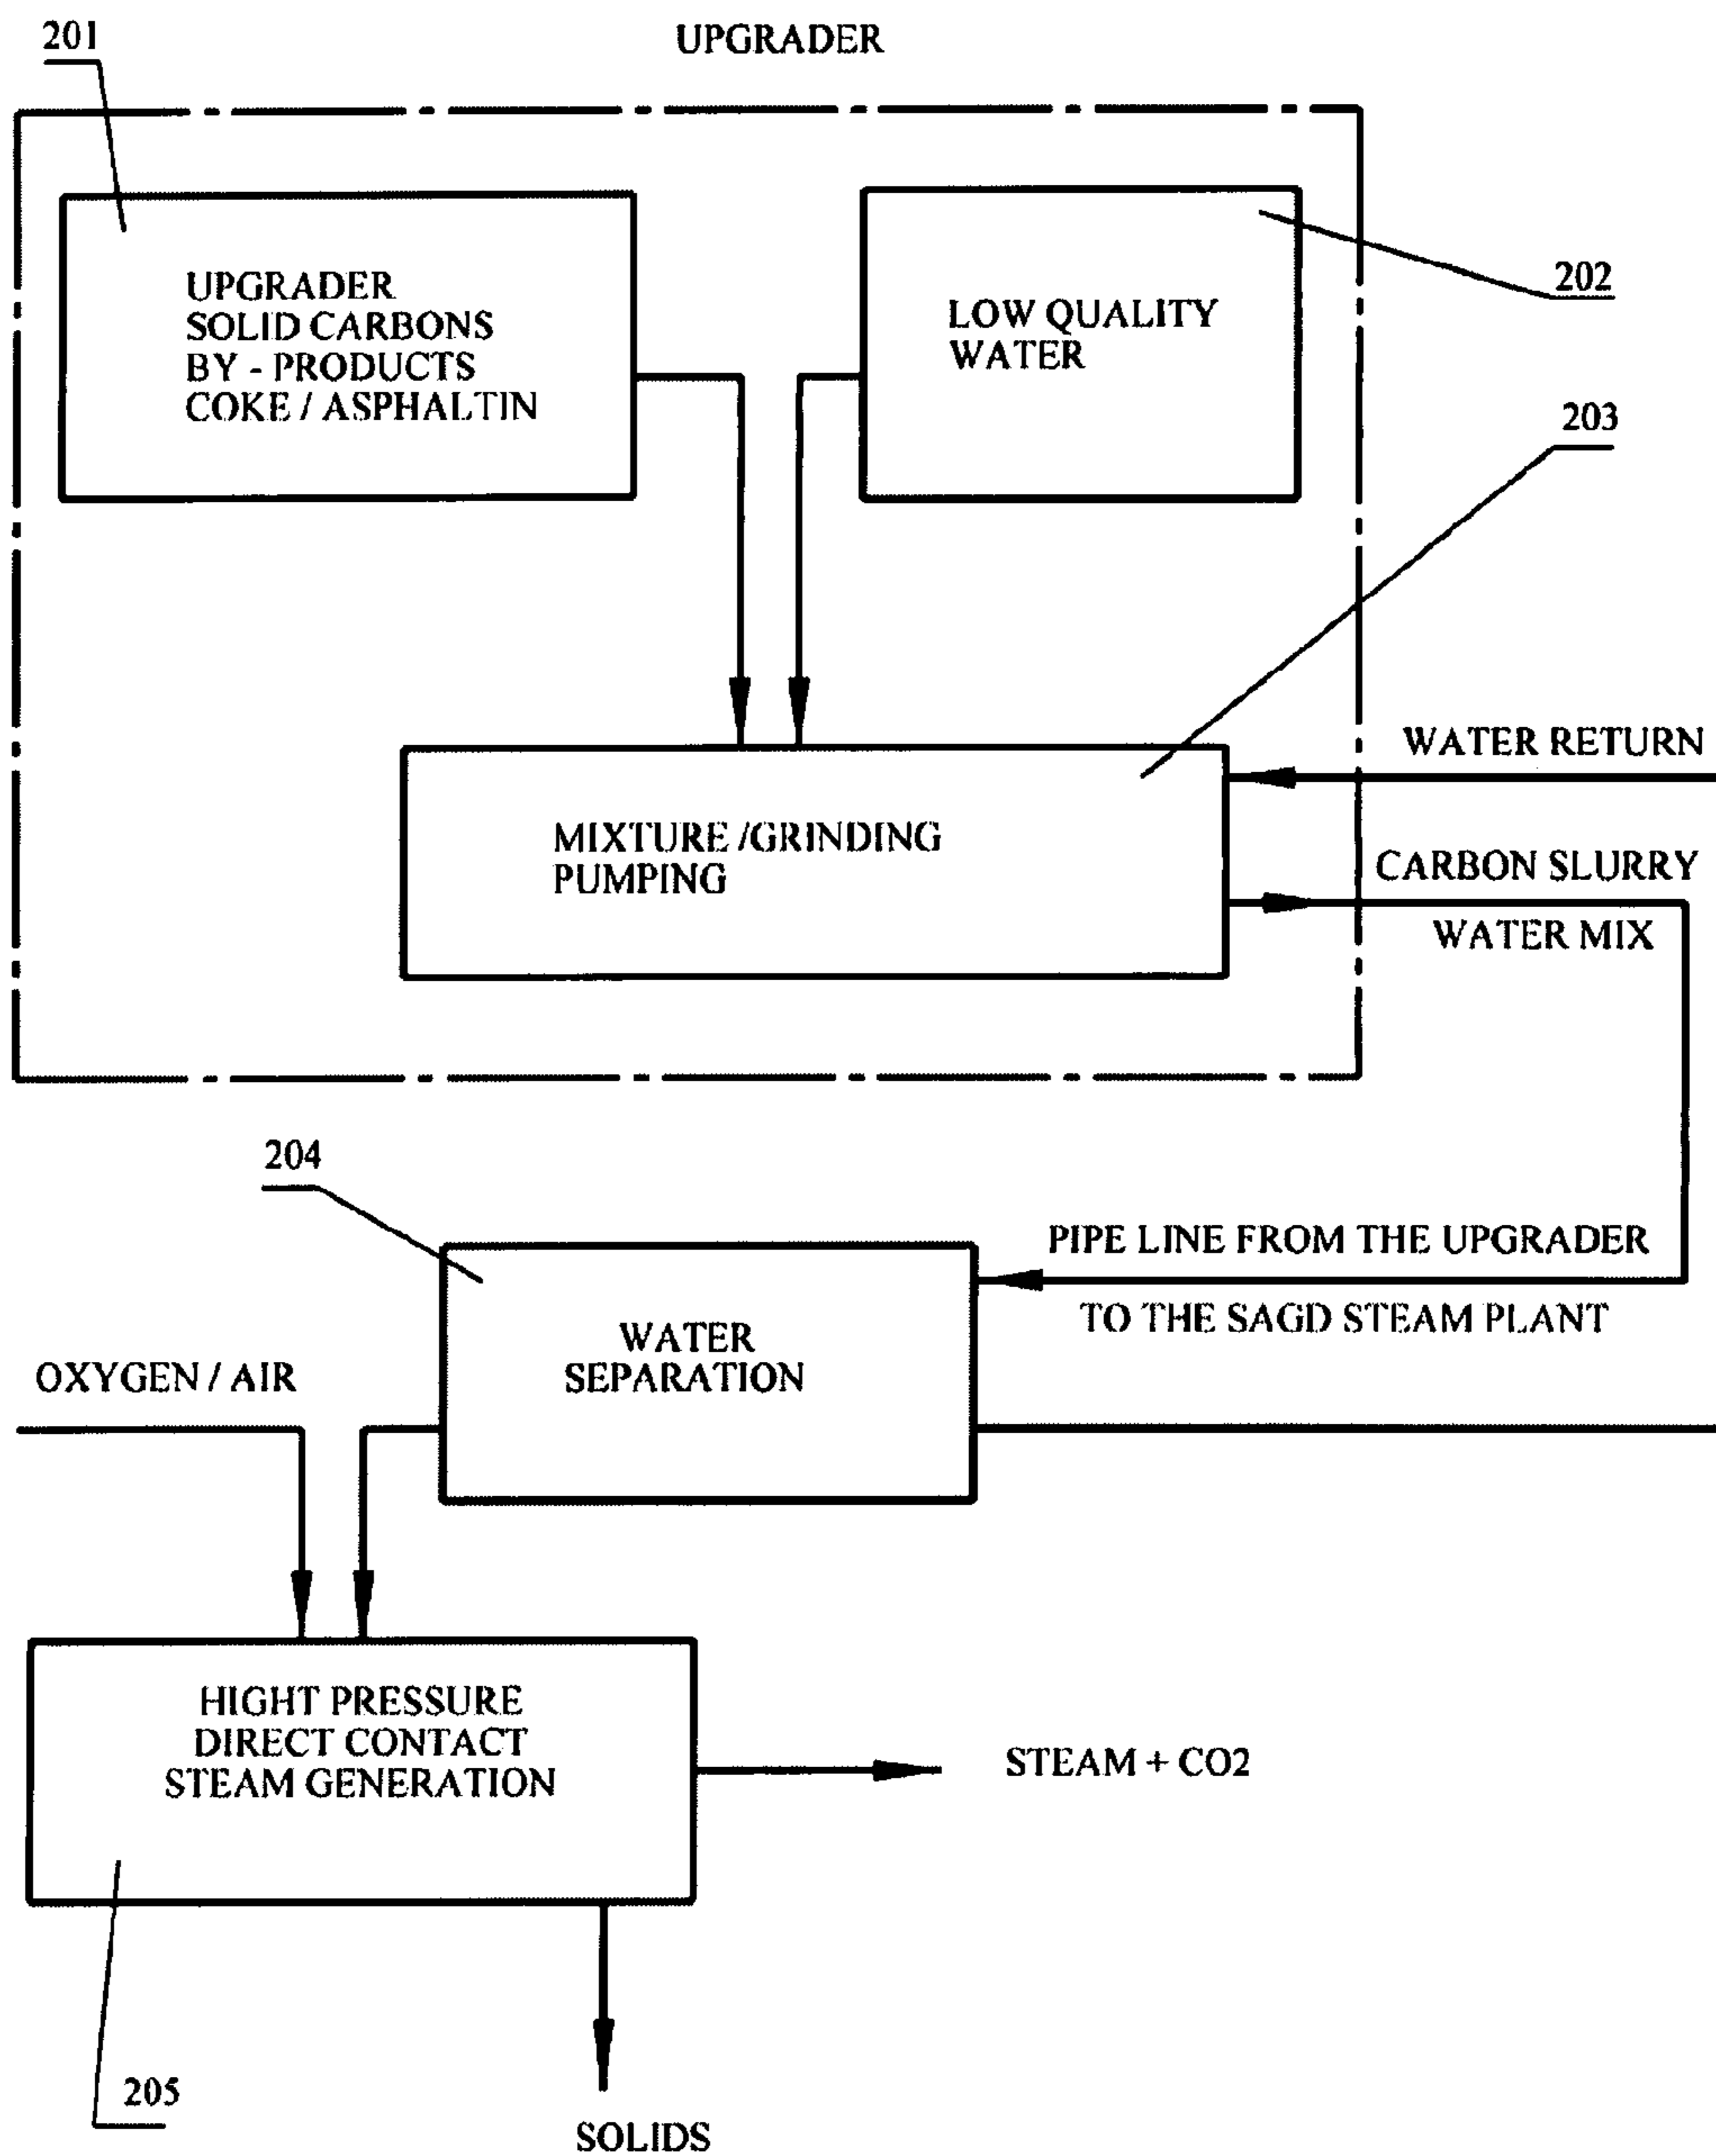 201
UPGRADER
UPGRADER
SOLID CARBONS
BY - PRODUCTS
COKE / ASPHALTIN
LOW QUALITY
WATER
202
203
MIXTURE /GRINDING
PUMPING
WATER RETURN
CARBON SLURRY
WATER MIX
204
PIPE LINE FROM THE UPGRADER
TO THE SAGD STEAM PLANT
WATER
SEPARATION
OXYGEN / AIR
HIGHT PRESSURE
DIRECT CONTACT
STEAM GENERATION
STEAM + CO2
205
SOLIDS